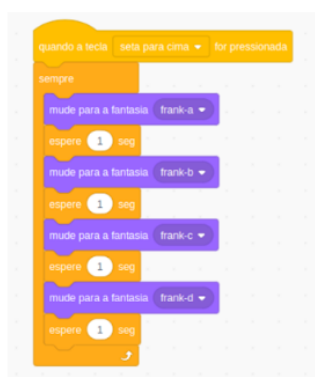 quando a tecla seta para cima for pressionada
sempre
mude para a fantasia frank-a
espere 1 seg
mude para a fantasia frank-b
espere 1 seg
mude para a fantasia frank-c
espere 1 seg
mude para a fantasia frank-d
espere 1 seg